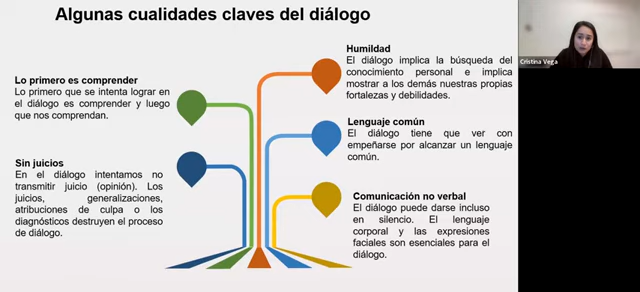 Algunas cualidades claves del diálogo
Lo primero es comprender
Lo primero que se intenta lograr en
el diálogo es comprender y luego
que nos comprendan.
Sin juicios
En el diálogo intentamos no
transmitir juicio (opinión). Los
juicios, generalizaciones,
atribuciones de culpa o los
diagnósticos destruyen el proceso
de diálogo.
Humildad
El diálogo implica la búsqueda del
conocimiento personal e implica
mostrar a los demás nuestras propias
fortalezas y debilidades.
Lenguaje común
El diálogo tiene que ver con
empeñarse por alcanzar un lenguaje
común.
Comunicación no verbal
El diálogo puede darse incluso
en silencio. El lenguaje
corporal y las expresiones
faciales son esenciales para el
diálogo.
Cristina Vega